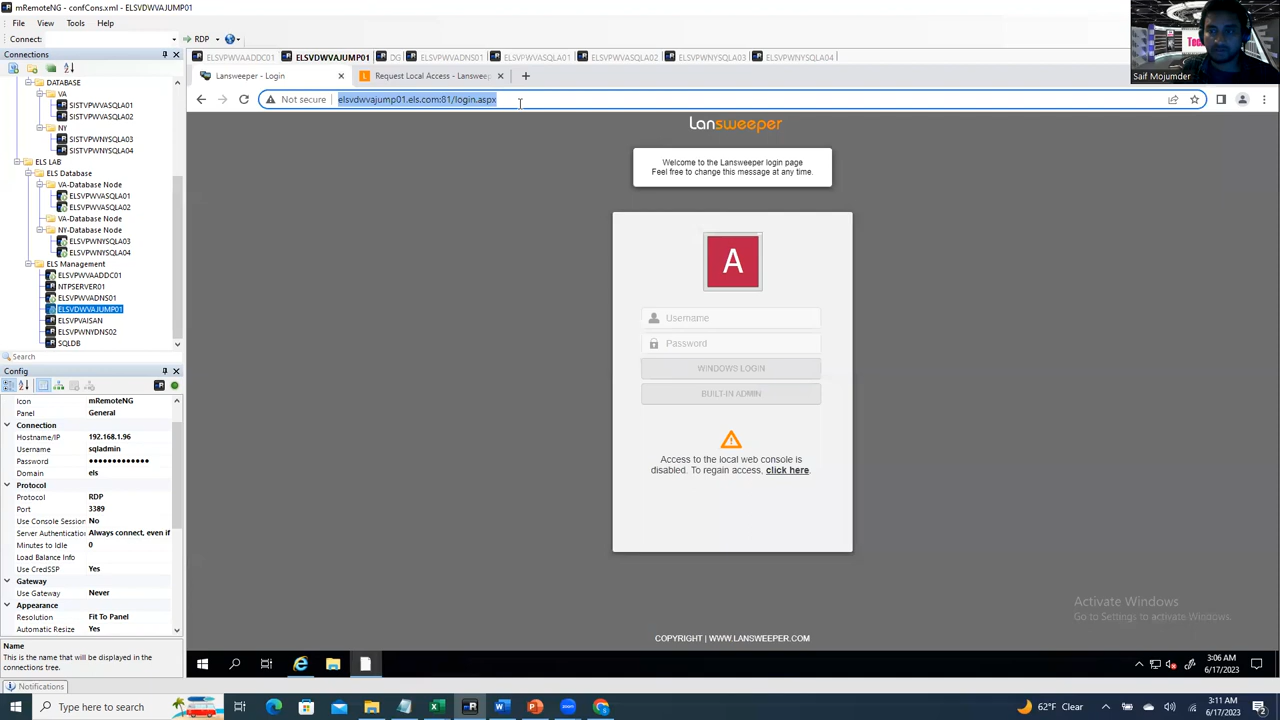 mRemoteNG - confCons.xml - ELSVDWVAJUMP01
File View Tools Help
Connect: RDP
Connections
ELSVPWVAADDC01 ELSVDWVAJUMP01 OG ELSVPWVADNS01 ELSVPWVASQLA01 ELSVPWVASQLA02 ELSVPWNYSQLA03 ELSVPWNYSQLA04
Saif Mojumder
Lansweeper - Login
Request Local Access - Lansweep
Not secure elsvdwvajump01.els.com:81/login.aspx
DATABASE
VA
SISTVPWVASQLA01
SISTVPWVASQLA02
NY
SISTVPWNYSQLA03
SISTVPWNYSQLA04
ELS LAB
ELS Database
VA-Database Node
ELSVPWVASQLA01
ELSVPWVASQLA02
VA-Database Node
NY-Database Node
ELSVPWNYSQLA03
ELSVPWNYSQLA04
ELS Management
ELSVPWVAADDC01
NTPSERVER01
ELSVPWVADNS01
ELSVDWVAJUMP01
ELSVPVAISAN
ELSVPWNYDNS02
SQLDB
Search
Config
Icon mRemoteNG
Panel General
Connection
Hostname/IP 192.168.1.96
Username sqladmin
Password ●●●●●●●●●●●●●
Domain els
Protocol
Protocol RDP
Port 3389
Use Console Session No
Server Authentication Always connect, even if
Minutes to Idle 0
Load Balance Info
Use CredSSP Yes
Gateway
Use Gateway Never
Appearance
Resolution Fit To Panel
Automatic Resize Yes
Name
This is the name that will be displayed in the connections tree.
Notifications
Lansweeper
Welcome to the Lansweeper login page
Feel free to change this message at any time.
A
Username
Password
WINDOWS LOGIN
BUILT-IN ADMIN
Access to the local web console is
disabled. To regain access, click here.
Activate Windows
Go to Settings to activate Windows.
COPYRIGHT | WWW.LANSWEEPER.COM
3:06 AM
6/17/2023
Type here to search
62°F Clear
3:11 AM
6/17/2023